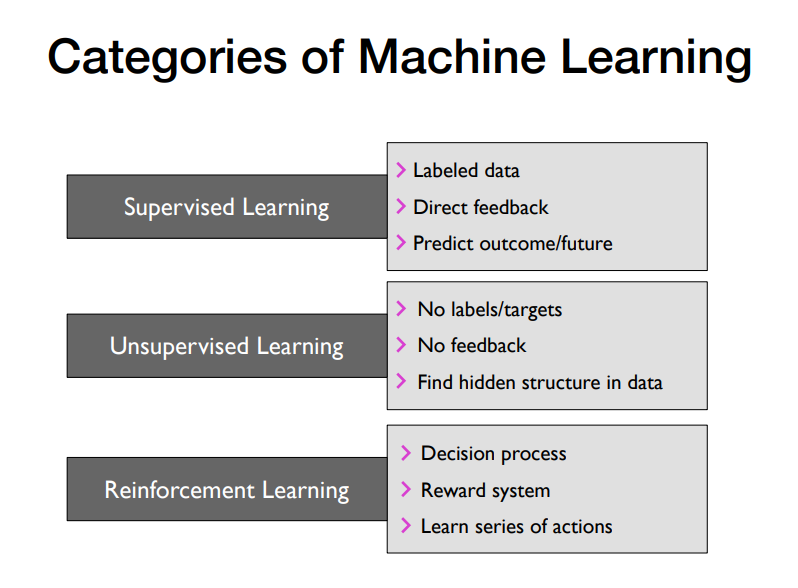 Categories of Machine Learning
Supervised Learning
Labeled data
Direct feedback
Predict outcome/future
Unsupervised Learning
No labels/targets
No feedback
Find hidden structure in data
Reinforcement Learning
Decision process
Reward system
Learn series of actions